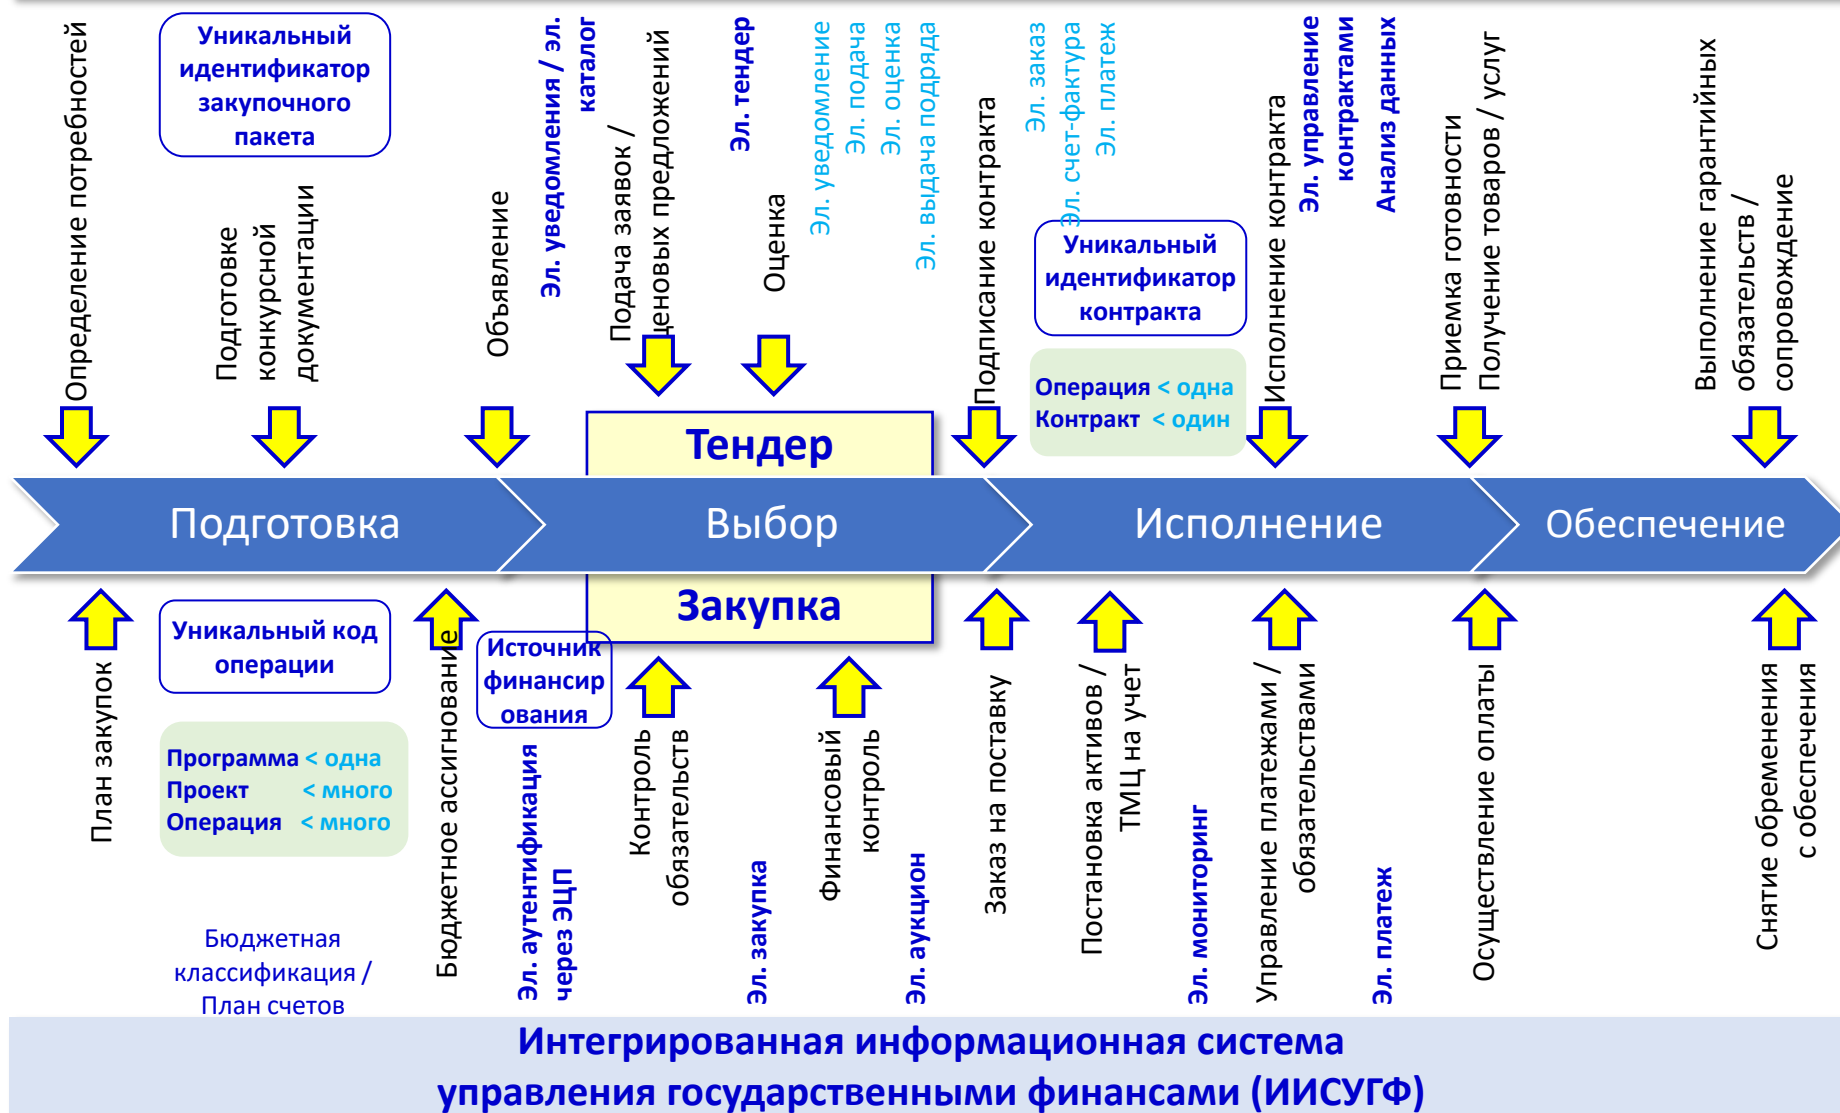 Определение потребностей
Уникальный
идентификатор
закупочного
пакета
Подготовке
конкурсной
документации
Объявление
Эл. уведомления / эл.
каталог
Подача заявок /
ценовых предложений
Эл. тендер
Оценка
Эл. уведомление
Эл. подача
Эл. оценка
Эл. выдача подряда
Подписание контракта
Эл. заказ
Эл. счет-фактура
Эл. платеж
Уникальный
идентификатор
контракта
Операция < одна
Контракт < один
Исполнение контракта
Эл. управление
контрактами
Анализ данных
Приемка готовности
Получение товаров / услуг
Выполнение гарантийных
обязательств /
сопровождение
Тендер
Подготовка
Выбор
Исполнение
Обеспечение
Закупка
План закупок
Уникальный код
операции
Программа < одна
Проект < много
Операция < много
Бюджетная
классификация /
План счетов
Бюджетное ассигнование
Источник
финансир
ования
Эл. аутентификация
через ЭЦП
Контроль
обязательств
Эл. закупка
Финансовый
контроль
Эл. аукцион
Заказ на поставку
Постановка активов /
ТМЦ на учет
Эл. мониторинг
Управление платежами /
обязательствами
Эл. платеж
Осуществление оплаты
Снятие обременения
с обеспечения
Интегрированная информационная система
управления государственными финансами (ИИСУГФ)